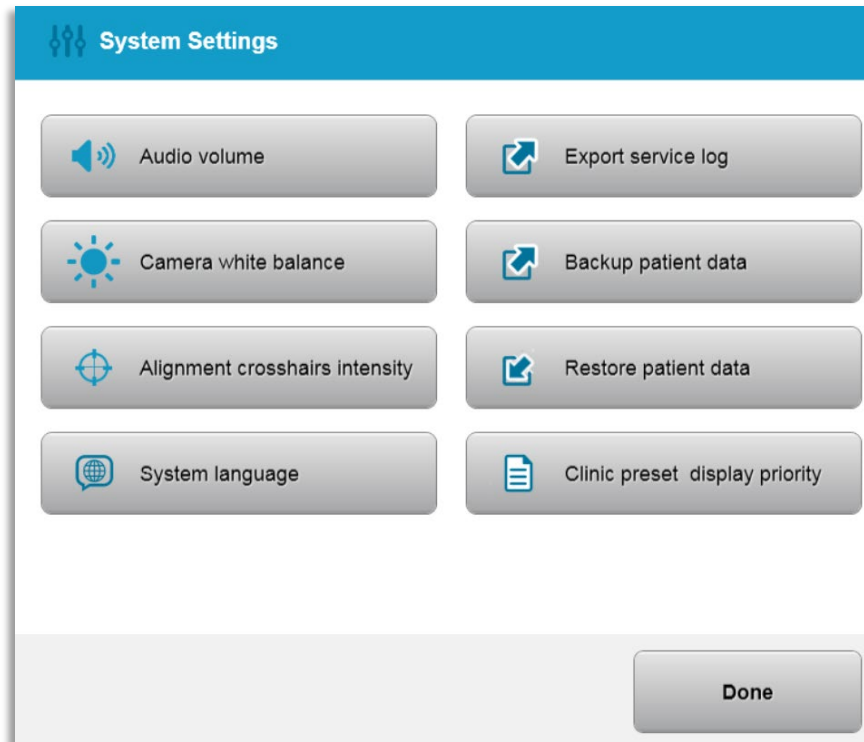 System Settings
Audio volume
Export service log
Camera white balance
Backup patient data
Alignment crosshairs intensity
Restore patient data
System language
Clinic preset  display priority
Done